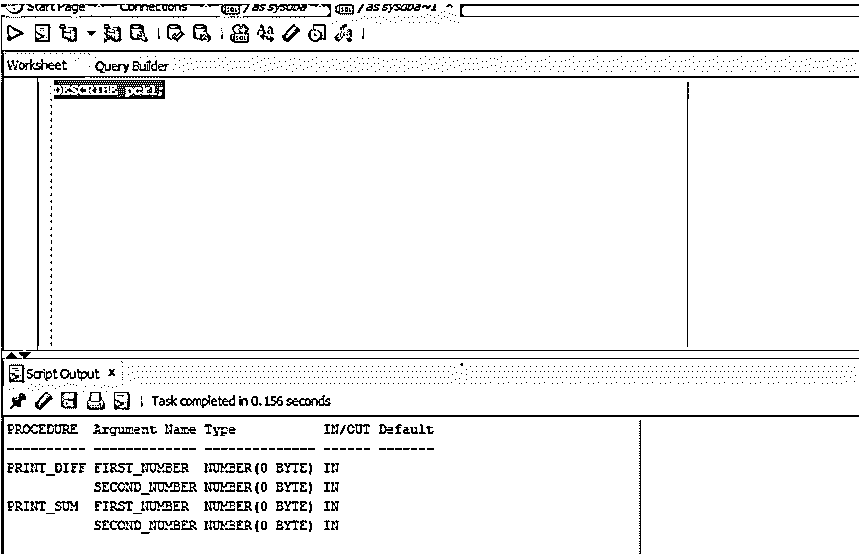 Start Page Connections / as sysdba / as sysdba~1
Worksheet Query Builder
DESCRIBE per1;
Script Output ×
Task completed in 0.156 seconds
PROCEDURE Argument Name Type IN/OUT Default
---------- ------------- -------------- ------ -------
PRINT_DIFF FIRST_NUMBER NUMBER(0 BYTE) IN
SECOND_NUMBER NUMBER(0 BYTE) IN
PRINT_SUM FIRST_NUMBER NUMBER(0 BYTE) IN
SECOND_NUMBER NUMBER(0 BYTE) IN